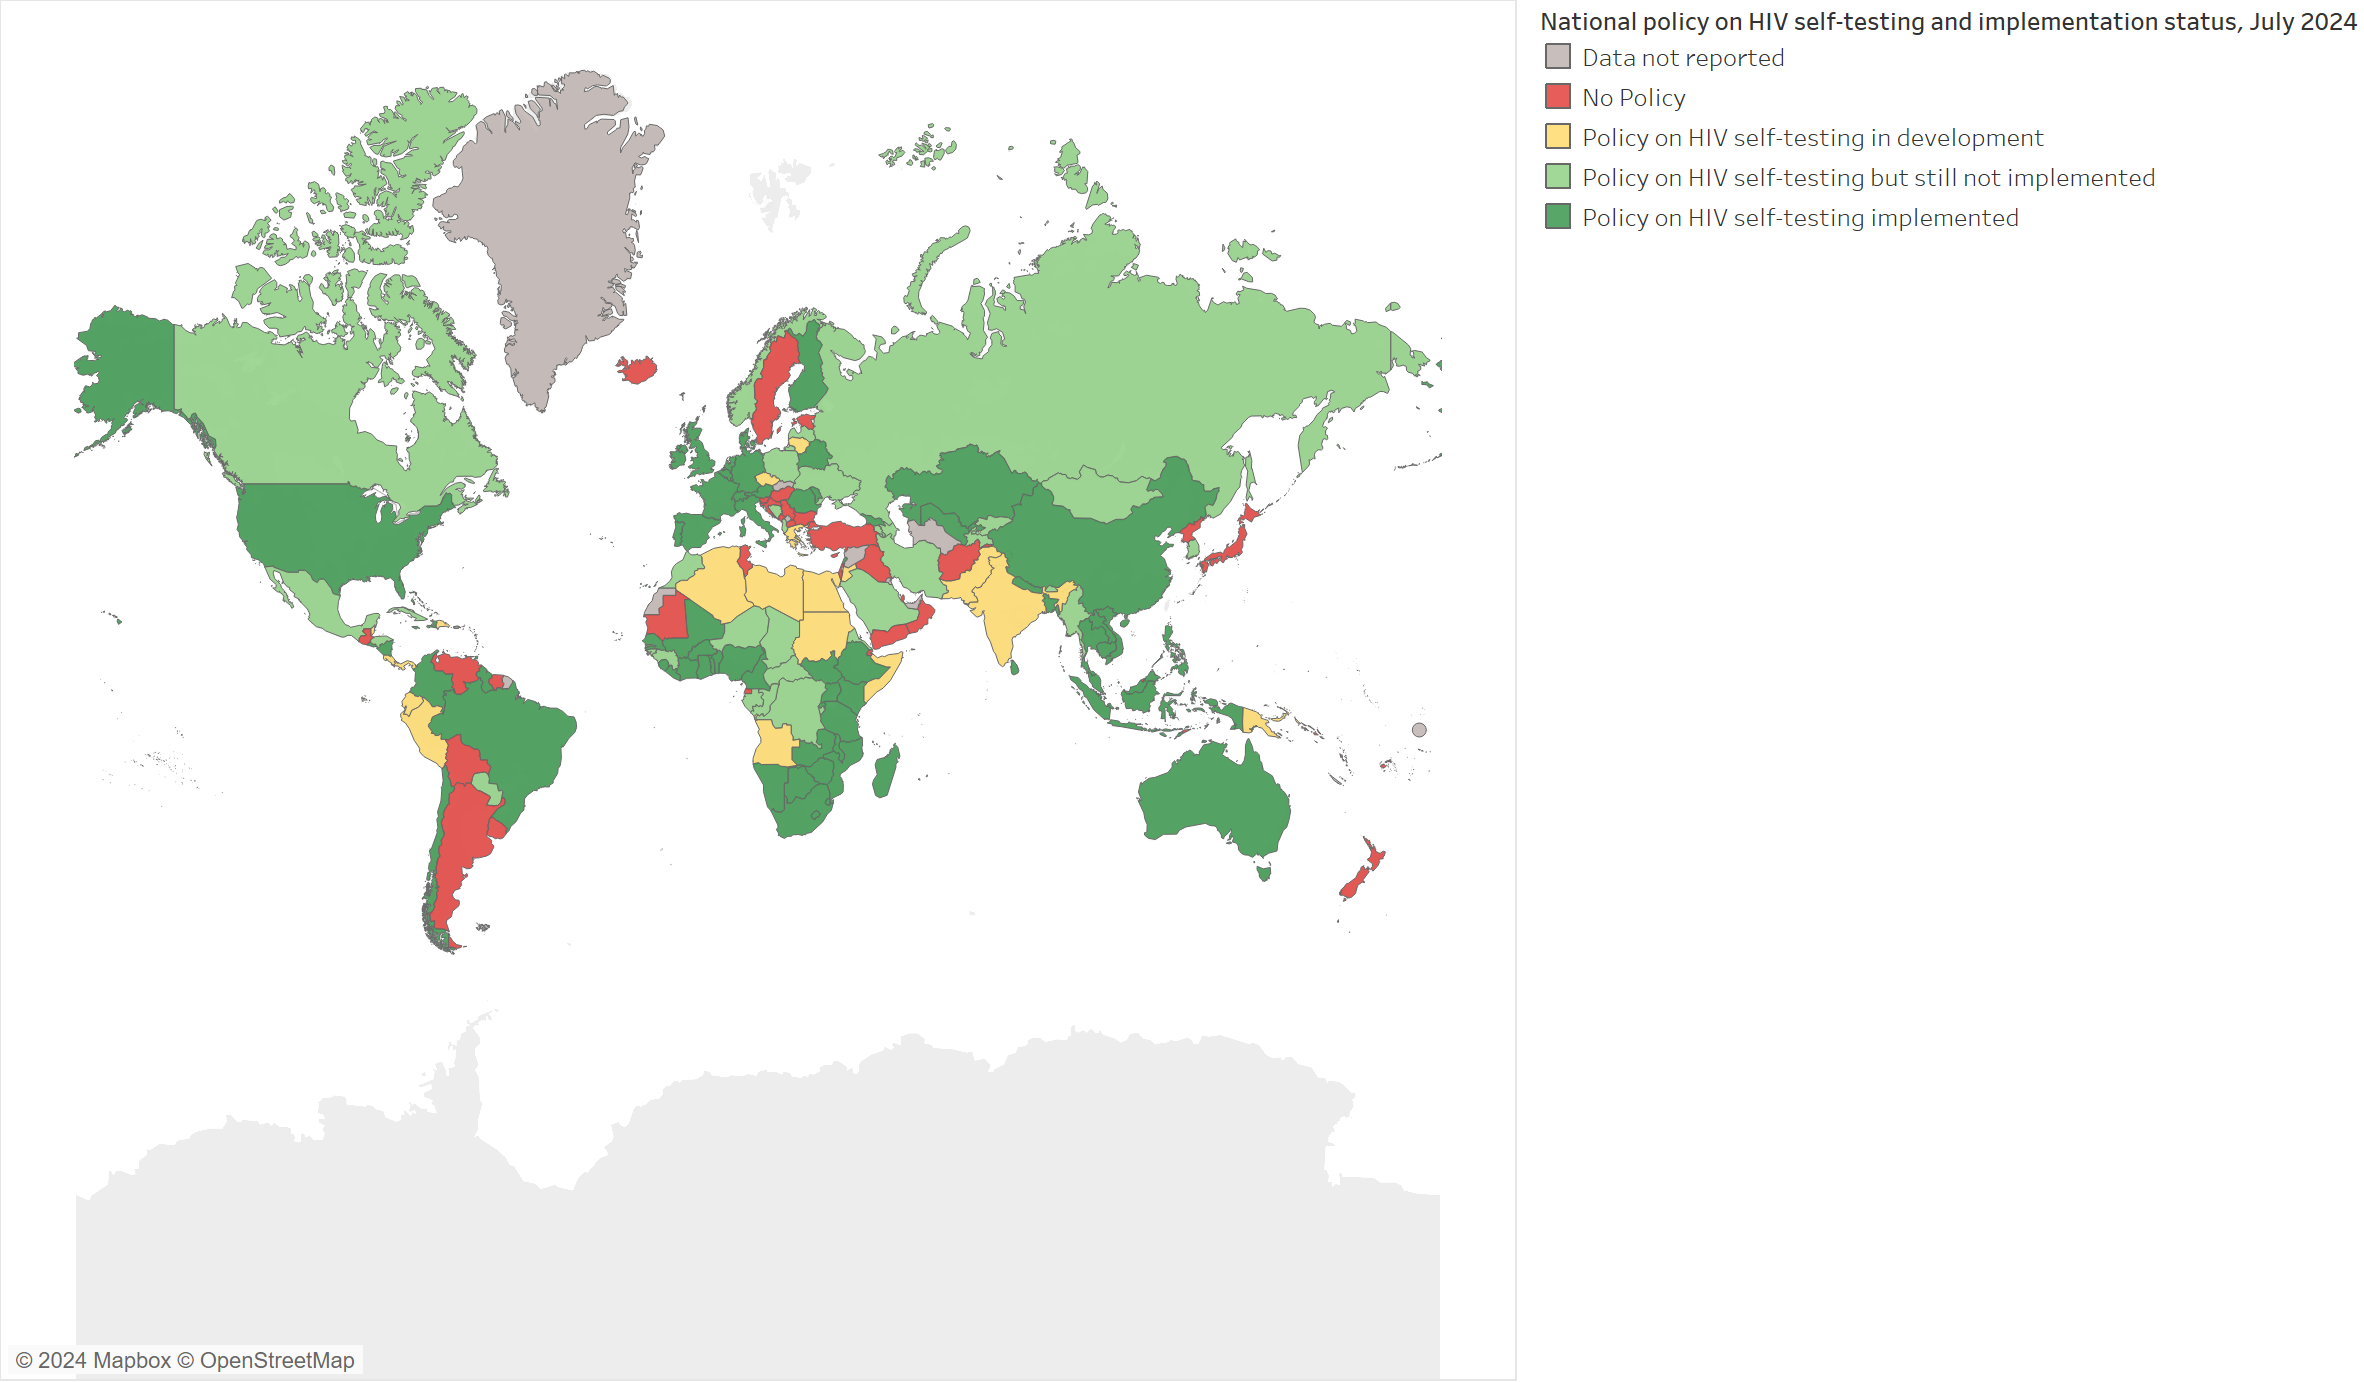 National policy on HIV self-testing and implementation status, July 2024
Data not reported
No Policy
Policy on HIV self-testing in development
Policy on HIV self-testing but still not implemented
Policy on HIV self-testing implemented
© 2024 Mapbox © OpenStreetMap